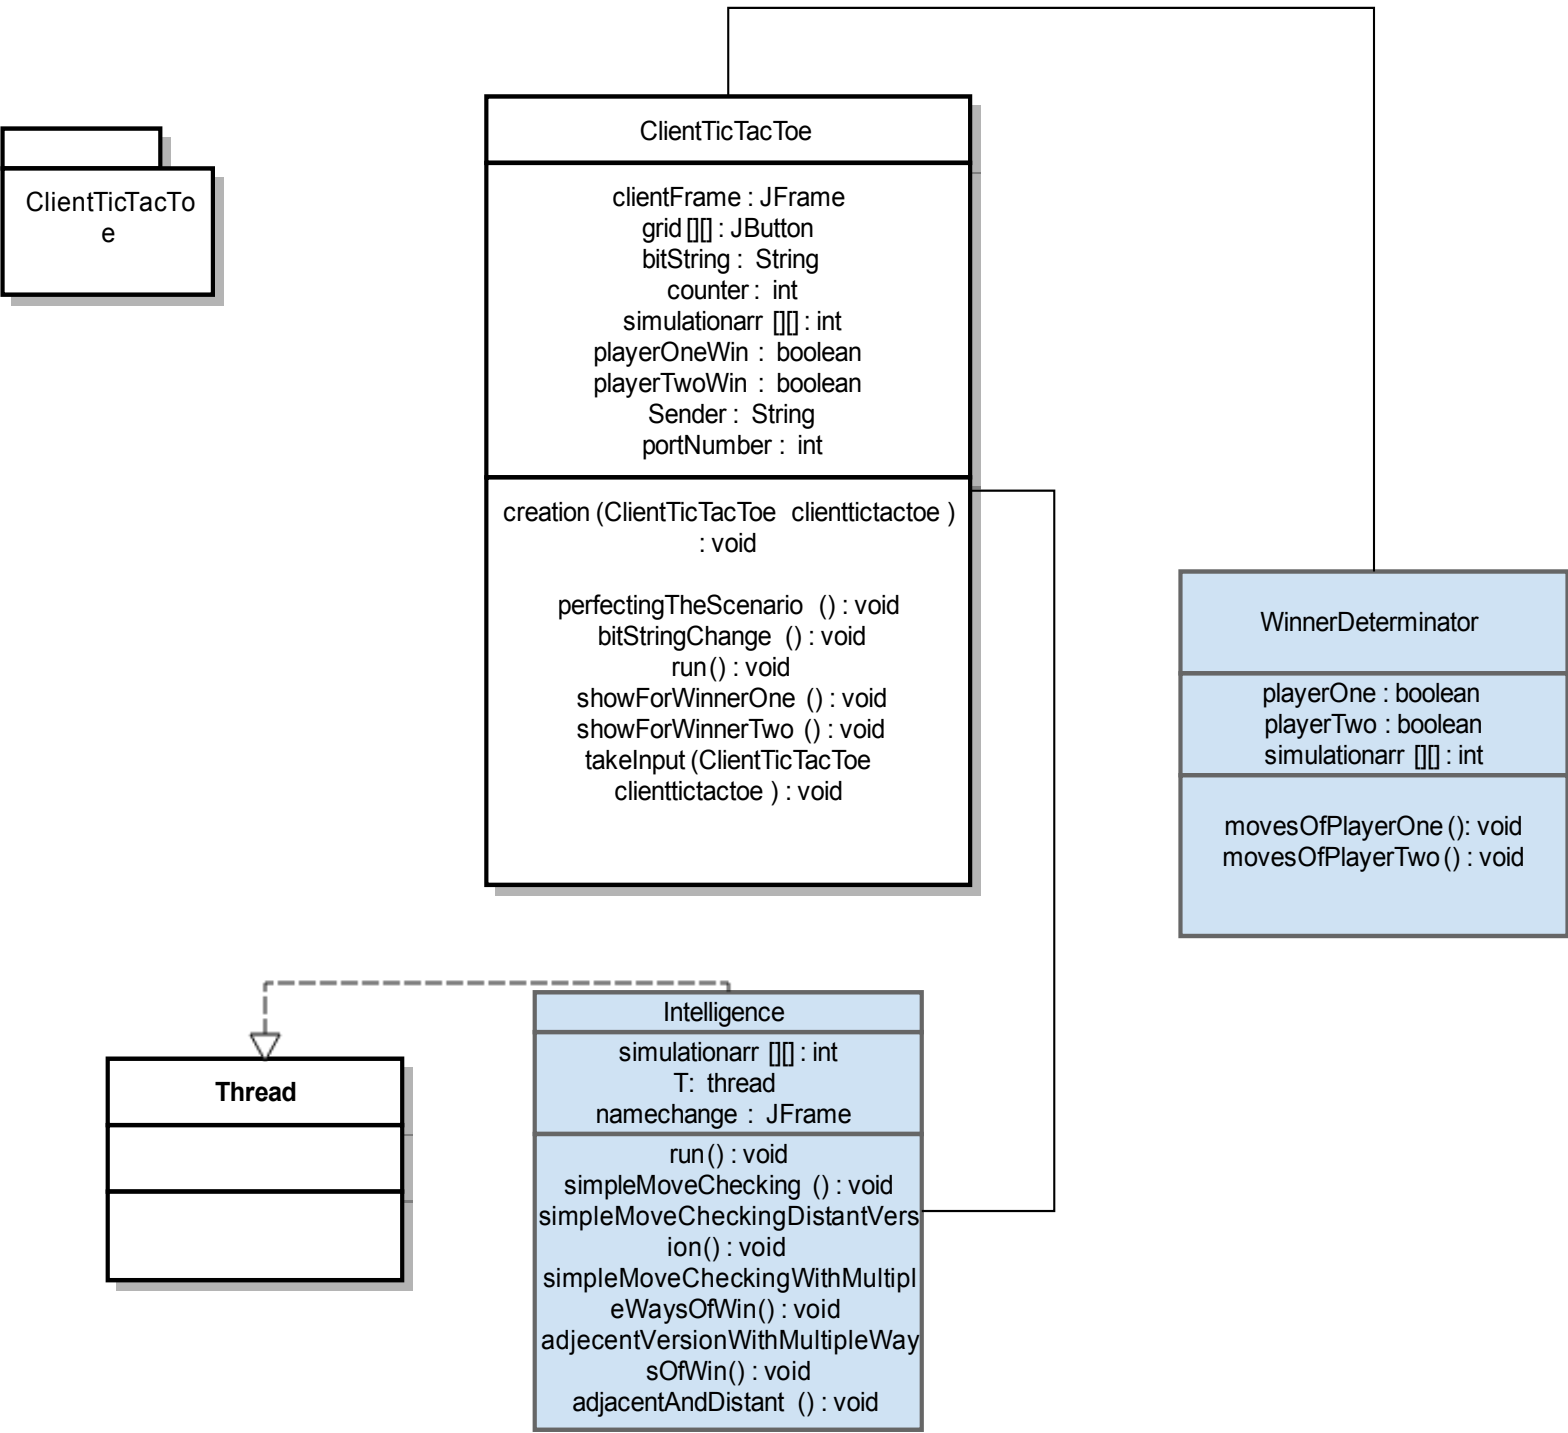 ClientTicTacTo
e
ClientTicTacToe
clientFrame : JFrame
grid [][] : JButton
bitString : String
counter : int
simulationarr [][] : int
playerOneWin : boolean
playerTwoWin : boolean
Sender : String
portNumber : int
creation (ClientTicTacToe clienttictactoe )
: void
perfectingTheScenario () : void
bitStringChange () : void
run() : void
showForWinnerOne () : void
showForWinnerTwo () : void
takeInput (ClientTicTacToe
clienttictactoe ) : void
WinnerDeterminator
playerOne : boolean
playerTwo : boolean
simulationarr [][] : int
movesOfPlayerOne (): void
movesOfPlayerTwo () : void
Thread
Intelligence
simulationarr [][] : int
T: thread
namechange : JFrame
run() : void
simpleMoveChecking () : void
simpleMoveCheckingDistantVers
ion() : void
simpleMoveCheckingWithMultipl
eWaysOfWin() : void
adjecentVersionWithMultipleWay
sOfWin() : void
adjacentAndDistant () : void